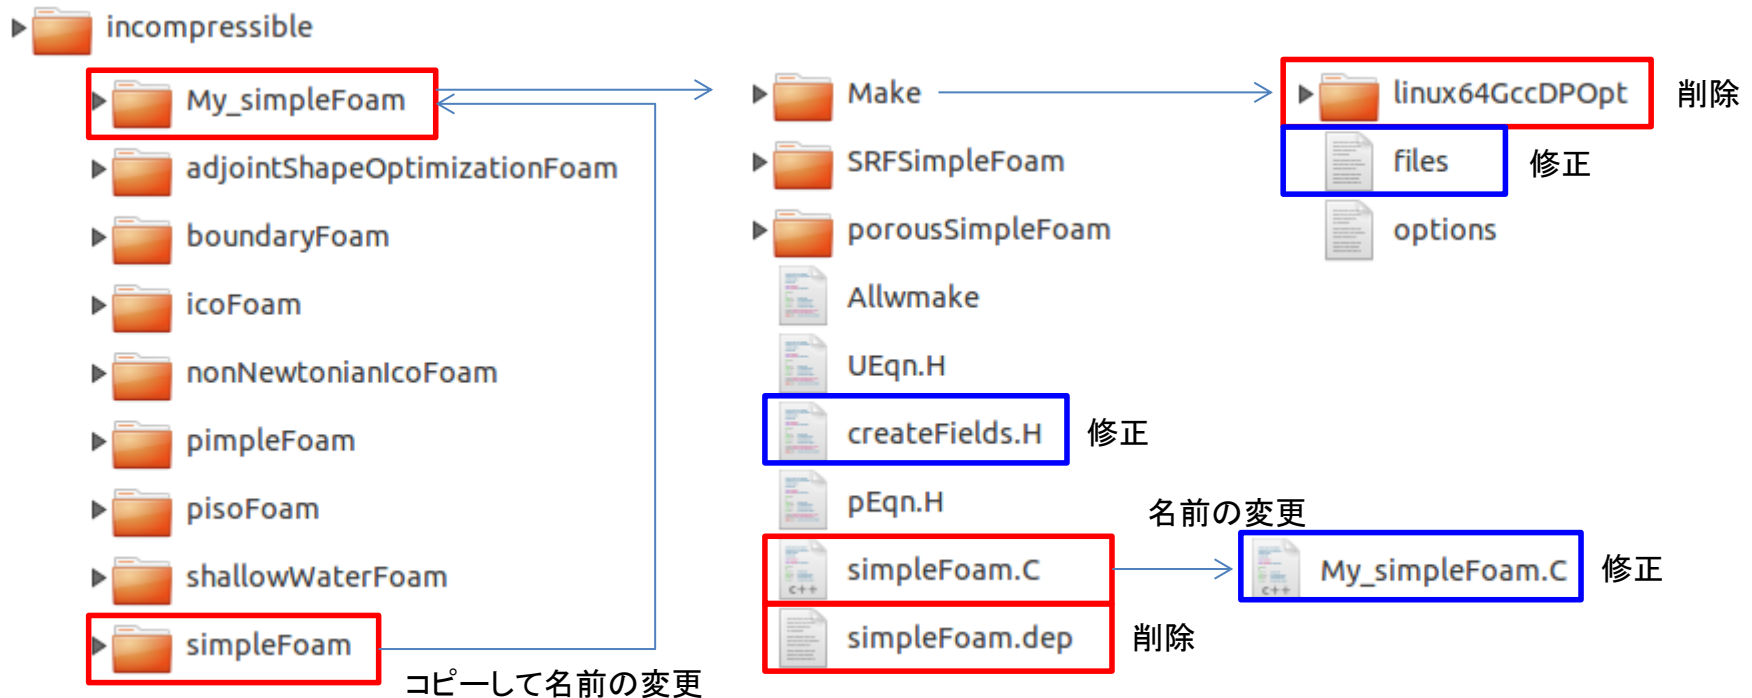 incompressible
My_simpleFoam
adjointShapeOptimizationFoam
boundaryFoam
icoFoam
nonNewtonianIcoFoam
pimpleFoam
pisoFoam
shallowWaterFoam
simpleFoam
コピーして名前の変更
Make
SRFSimpleFoam
porousSimpleFoam
Allwmake
UEqn.H
createFields.H 修正
pEqn.H
simpleFoam.C
simpleFoam.dep 削除
名前の変更
My_simpleFoam.C 修正
linux64GccDPOpt 削除
files 修正
options